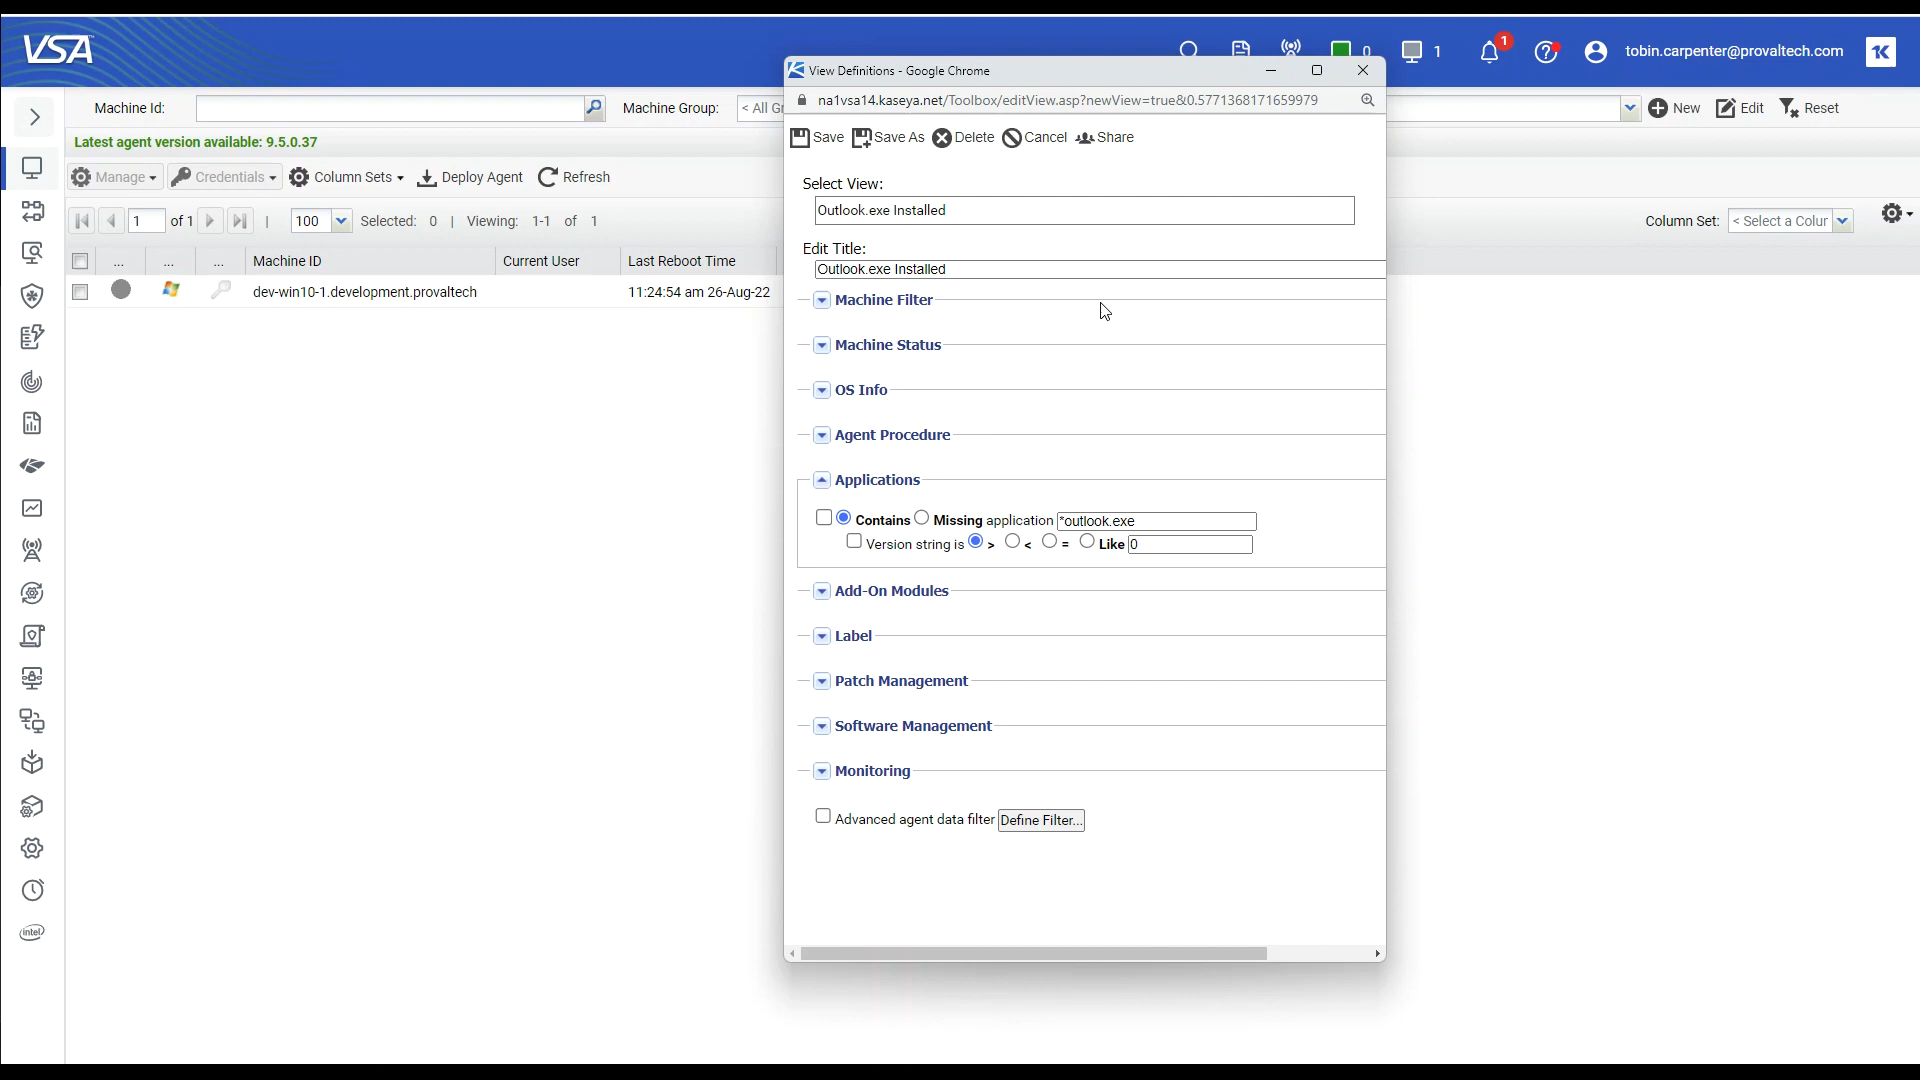 VSA
0
1
1
tobin.carpenter@provaltech.com
View Definitions - Google Chrome
na1vsa14.kaseya.net/Toolbox/editView.asp?newView=true&0.5771368171659979
Machine Id:
Machine Group:
< All Gr
New
Edit
Reset
Latest agent version available: 9.5.0.37
Save
Save As
Delete
Cancel
Share
Manage
Credentials
Column Sets
Deploy Agent
Refresh
Select View:
Outlook.exe Installed
1 of 1 | 100 Selected: 0 | Viewing: 1-1 of 1
Column Set: < Select a Colur
Edit Title:
Outlook.exe Installed
... ... ... Machine ID Current User Last Reboot Time
dev-win10-1.development.provaltech 11:24:54 am 26-Aug-22
Machine Filter
Machine Status
OS Info
Agent Procedure
Applications
Contains Missing application *outlook.exe
Version string is > < = Like 0
Add-On Modules
Label
Patch Management
Software Management
Monitoring
Advanced agent data filter Define Filter...
intel